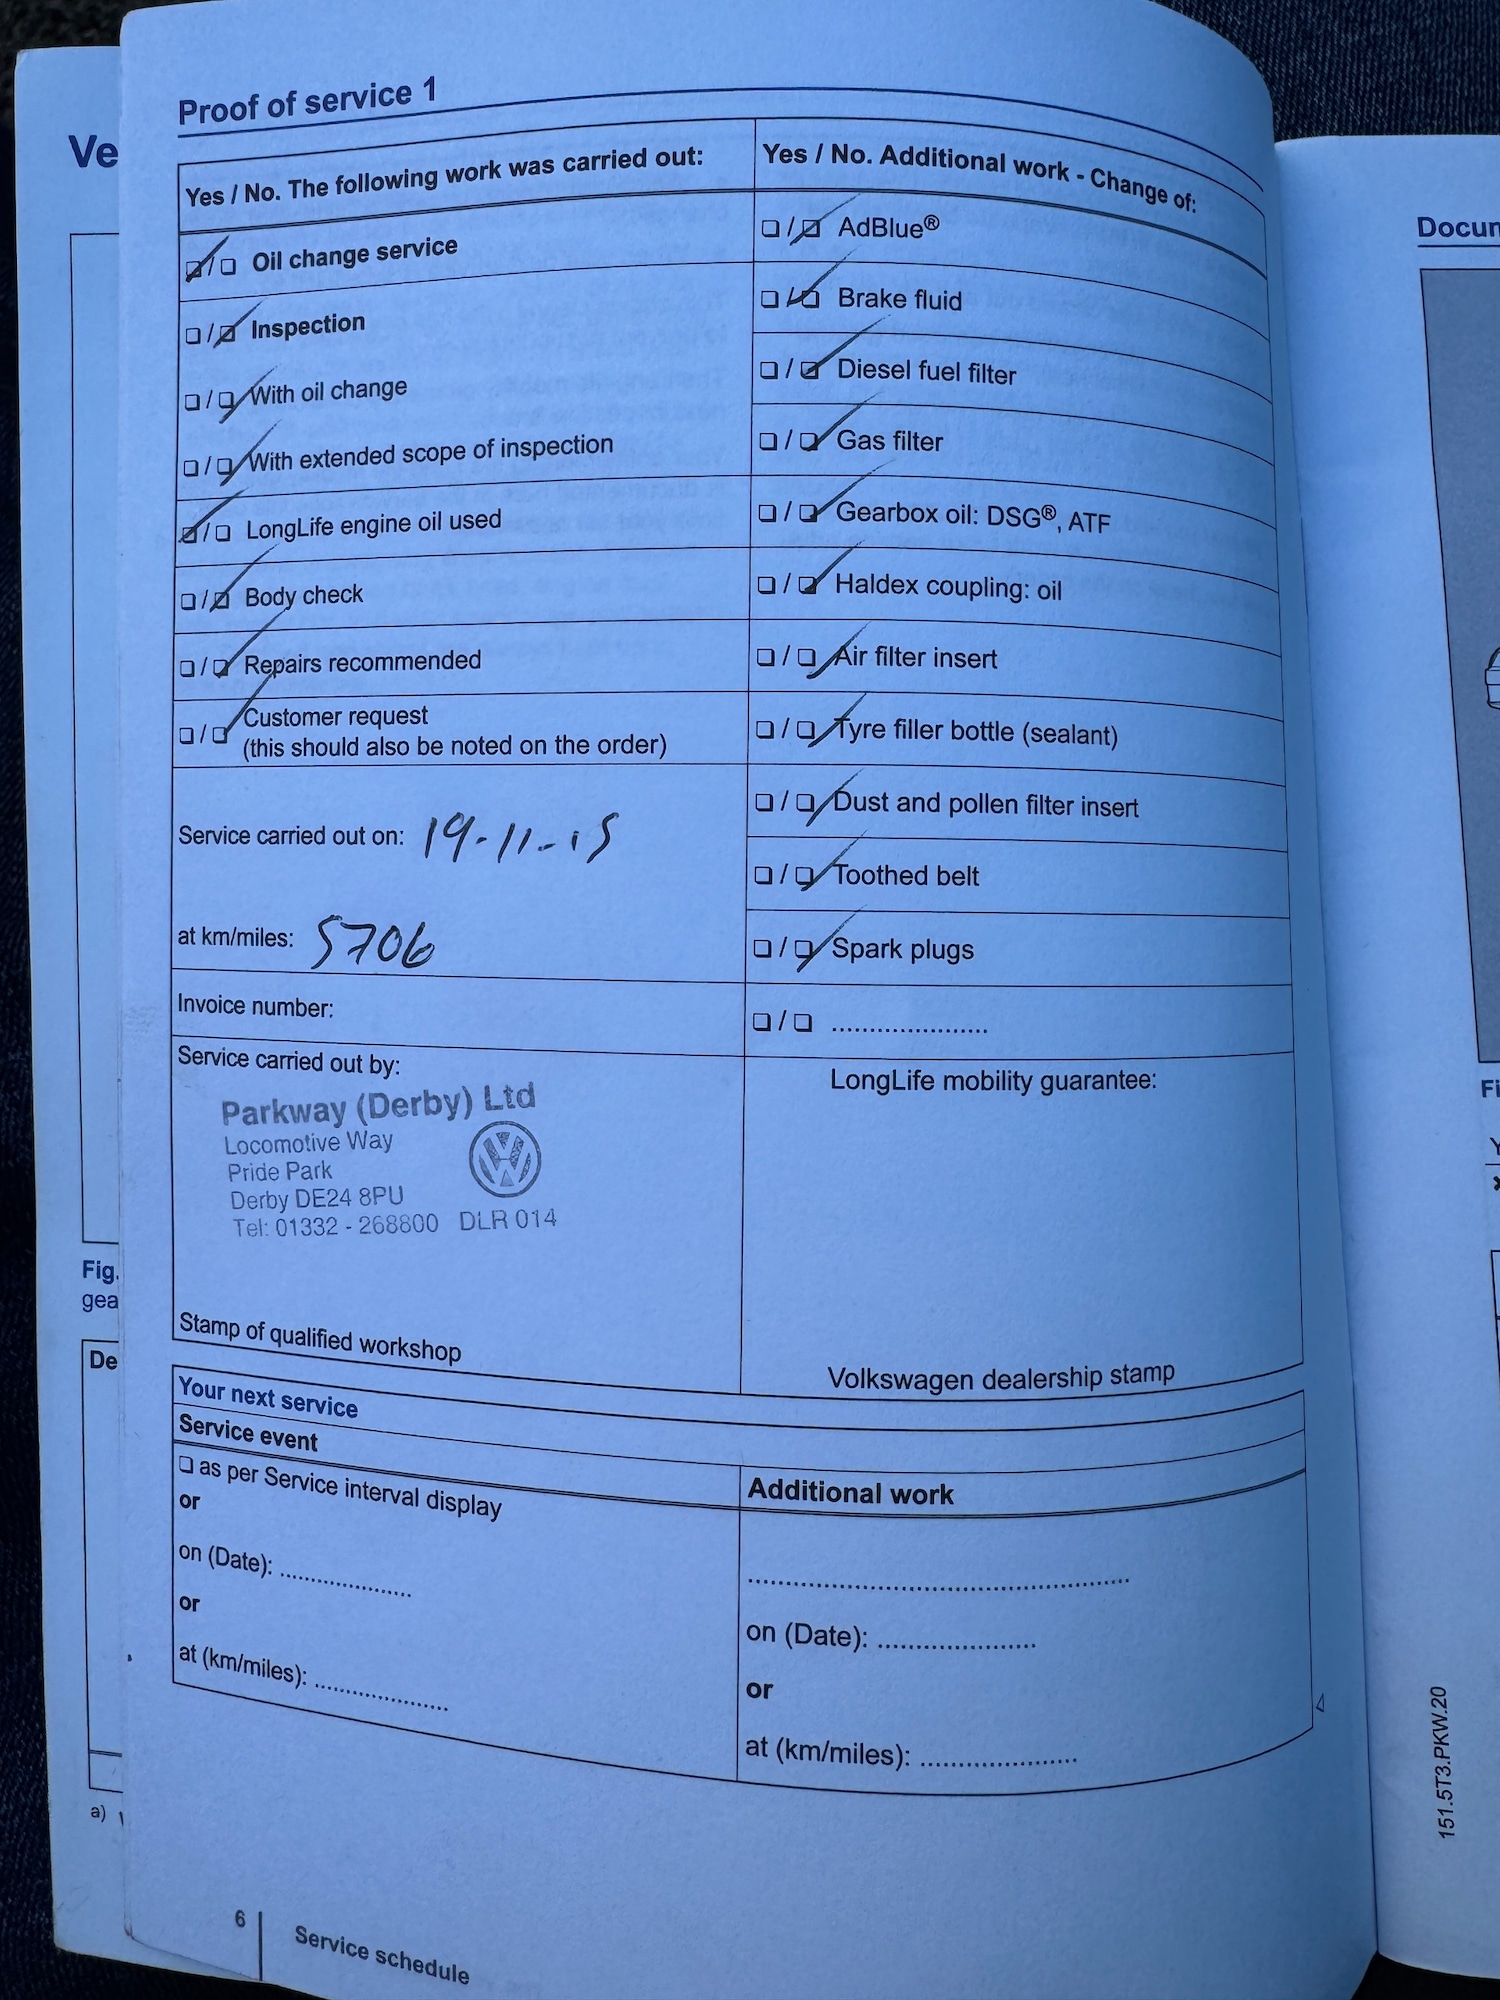 Proof of service 1
Yes / No. The following work was carried out:
❏/❏ Oil change service
❏/❏ Inspection
❏/❏ With oil change
❏/❏ With extended scope of inspection
❏/❏ LongLife engine oil used
❏/❏ Body check
❏/❏ Repairs recommended
❏/❏ Customer request
(this should also be noted on the order)
Service carried out on: 19-11-15
at km/miles: 5706
Invoice number:
Service carried out by:
Parkway (Derby) Ltd
Locomotive Way
Pride Park
Derby DE24 8PU
Tel: 01332 - 268800 DLR 014
Stamp of qualified workshop
Yes / No. Additional work - Change of:
❏/❏ AdBlue®
❏/❏ Brake fluid
❏/❏ Diesel fuel filter
❏/❏ Gas filter
❏/❏ Gearbox oil: DSG®, ATF
❏/❏ Haldex coupling: oil
❏/❏ Air filter insert
❏/❏ Tyre filler bottle (sealant)
❏/❏ Dust and pollen filter insert
❏/❏ Toothed belt
❏/❏ Spark plugs
❏/❏ ......................
LongLife mobility guarantee:
Volkswagen dealership stamp
Your next service
Service event
❏ as per Service interval display
or
on (Date): ...................
or
at (km/miles): ...................
Additional work
......................................................
on (Date): ......................
or
at (km/miles): ......................
6
Service schedule
Ve
Fig.
gea
De
a)
Docum
Fi
151.5T3.PKW.20